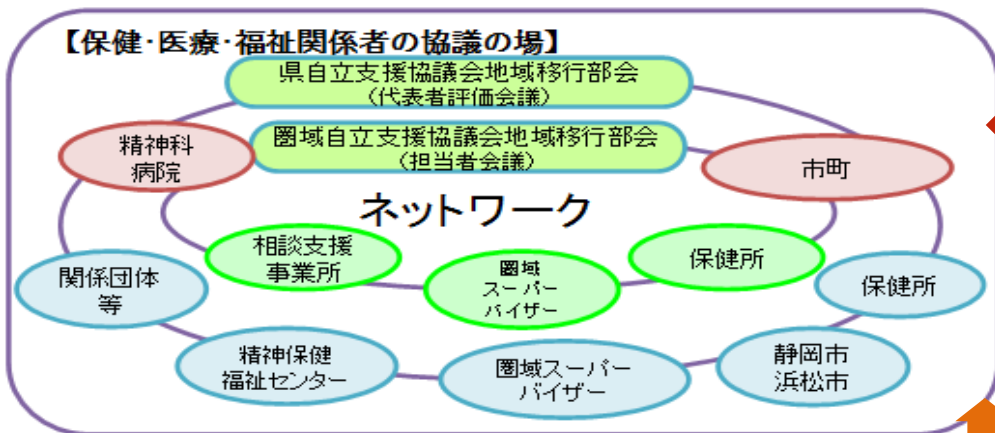 【保健・医療・福祉関係者の協議の場】
県自立支援協議会地域移行部会
（代表者評価会議）
圏域自立支援協議会地域移行部会
（担当者会議）
精神科
病院
市町
ネットワーク
相談支援
事業所
圏域
スーパー
バイザー
保健所
関係団体
等
保健所
精神保健
福祉センター
圏域スーパー
バイザー
静岡市
浜松市